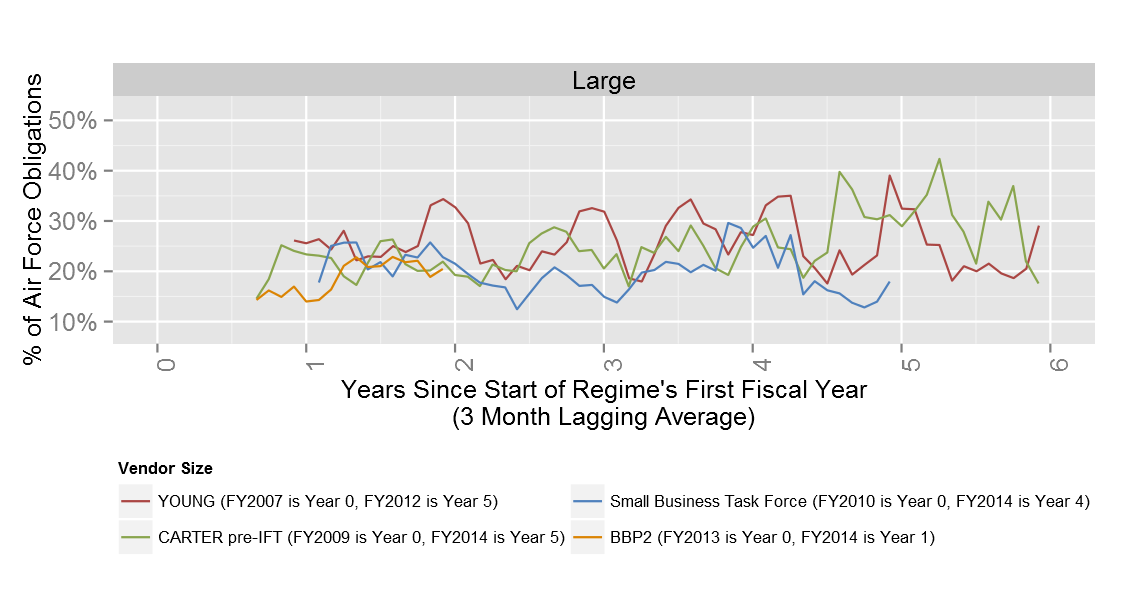 Large
% of Air Force Obligations
50%
40%
30%
20%
10%
0
1
2
3
4
5
6
Years Since Start of Regime's First Fiscal Year
(3 Month Lagging Average)
Vendor Size
YOUNG (FY2007 is Year 0, FY2012 is Year 5)
Small Business Task Force (FY2010 is Year 0, FY2014 is Year 4)
CARTER pre-IFT (FY2009 is Year 0, FY2014 is Year 5)
BBP2 (FY2013 is Year 0, FY2014 is Year 1)